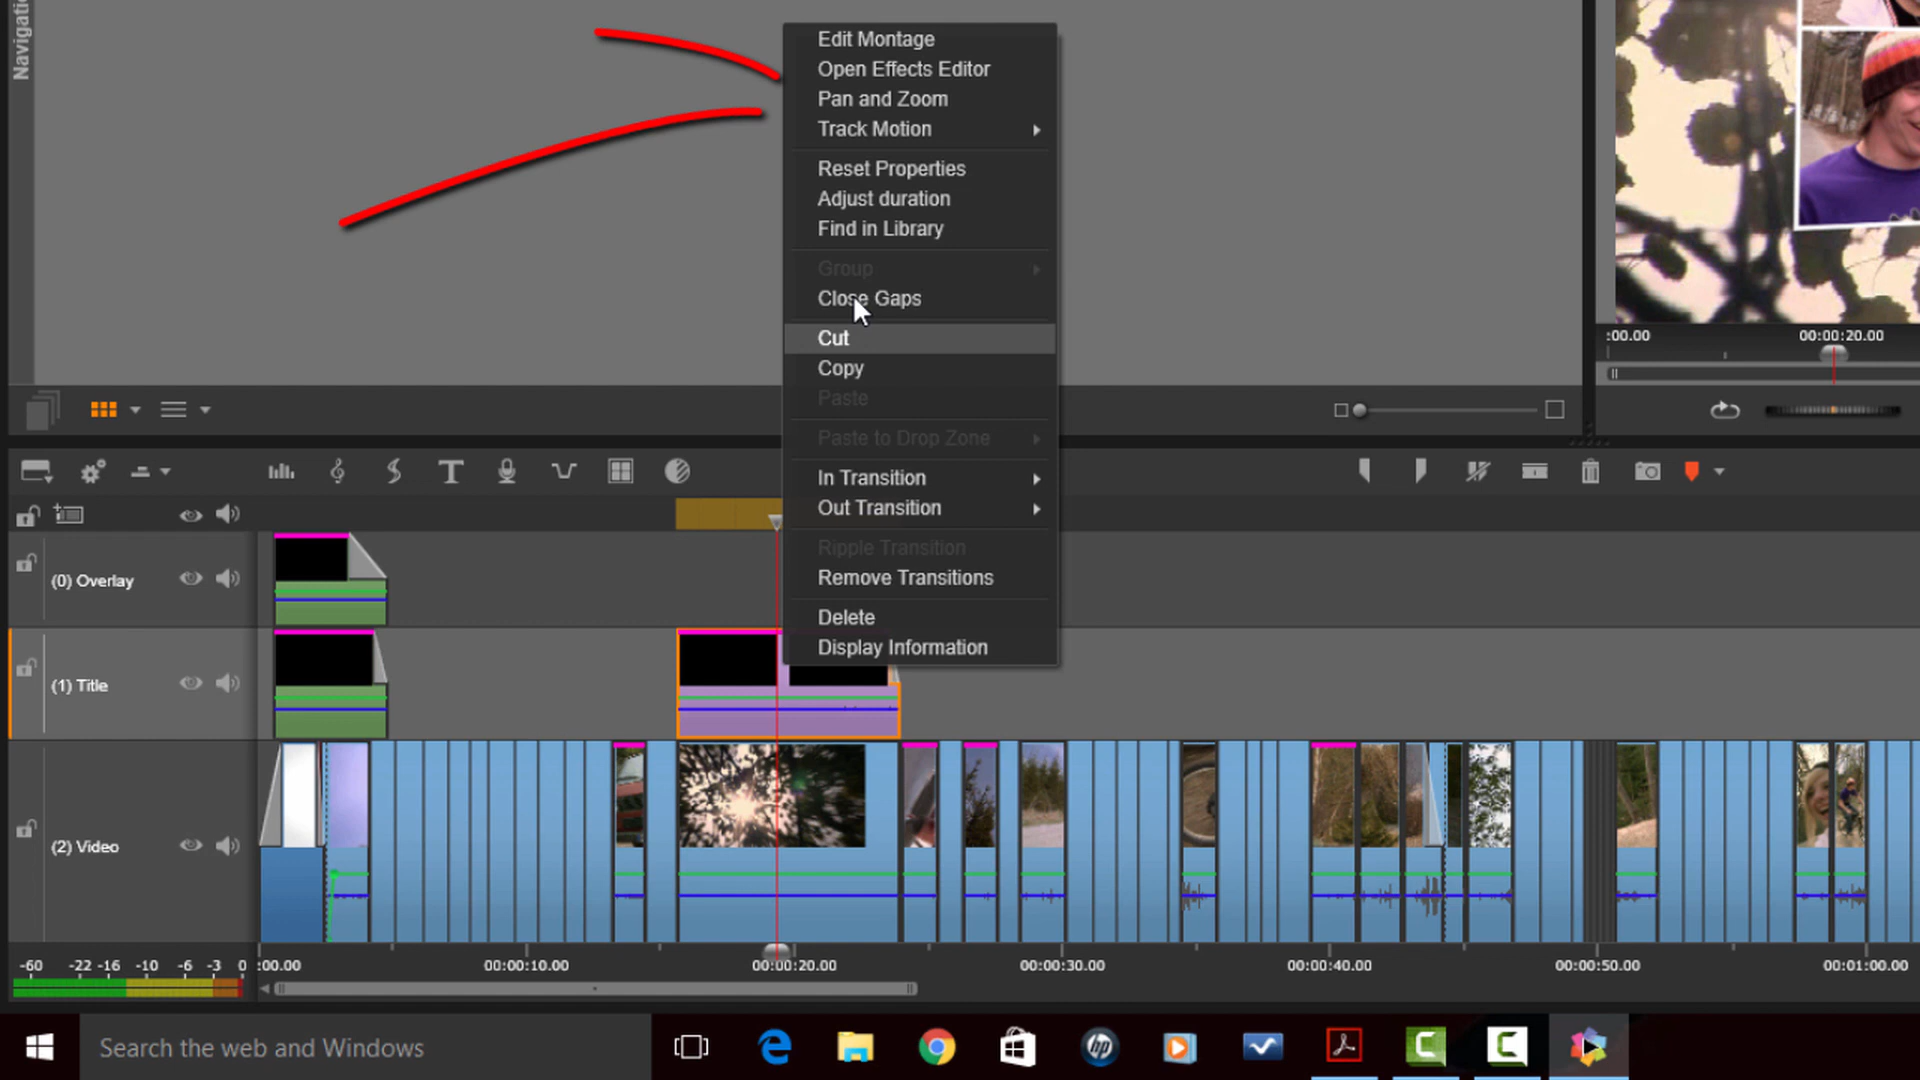 Navigatio
Edit Montage
Open Effects Editor
Pan and Zoom
Track Motion
Reset Properties
Adjust duration
Find in Library
Group
Close Gaps
Cut
Copy
Paste
Paste to Drop Zone
In Transition
Out Transition
Ripple Transition
Remove Transitions
Delete
Display Information
:00.00
00:00:20.00
(0) Overlay
(1) Title
(2) Video
-60 -22 -16 -10 -6 -3 0
:00.00 00:00:10.00 00:00:20.00 00:00:30.00 00:00:40.00 00:00:50.00 00:01:00.00
Search the web and Windows
hp